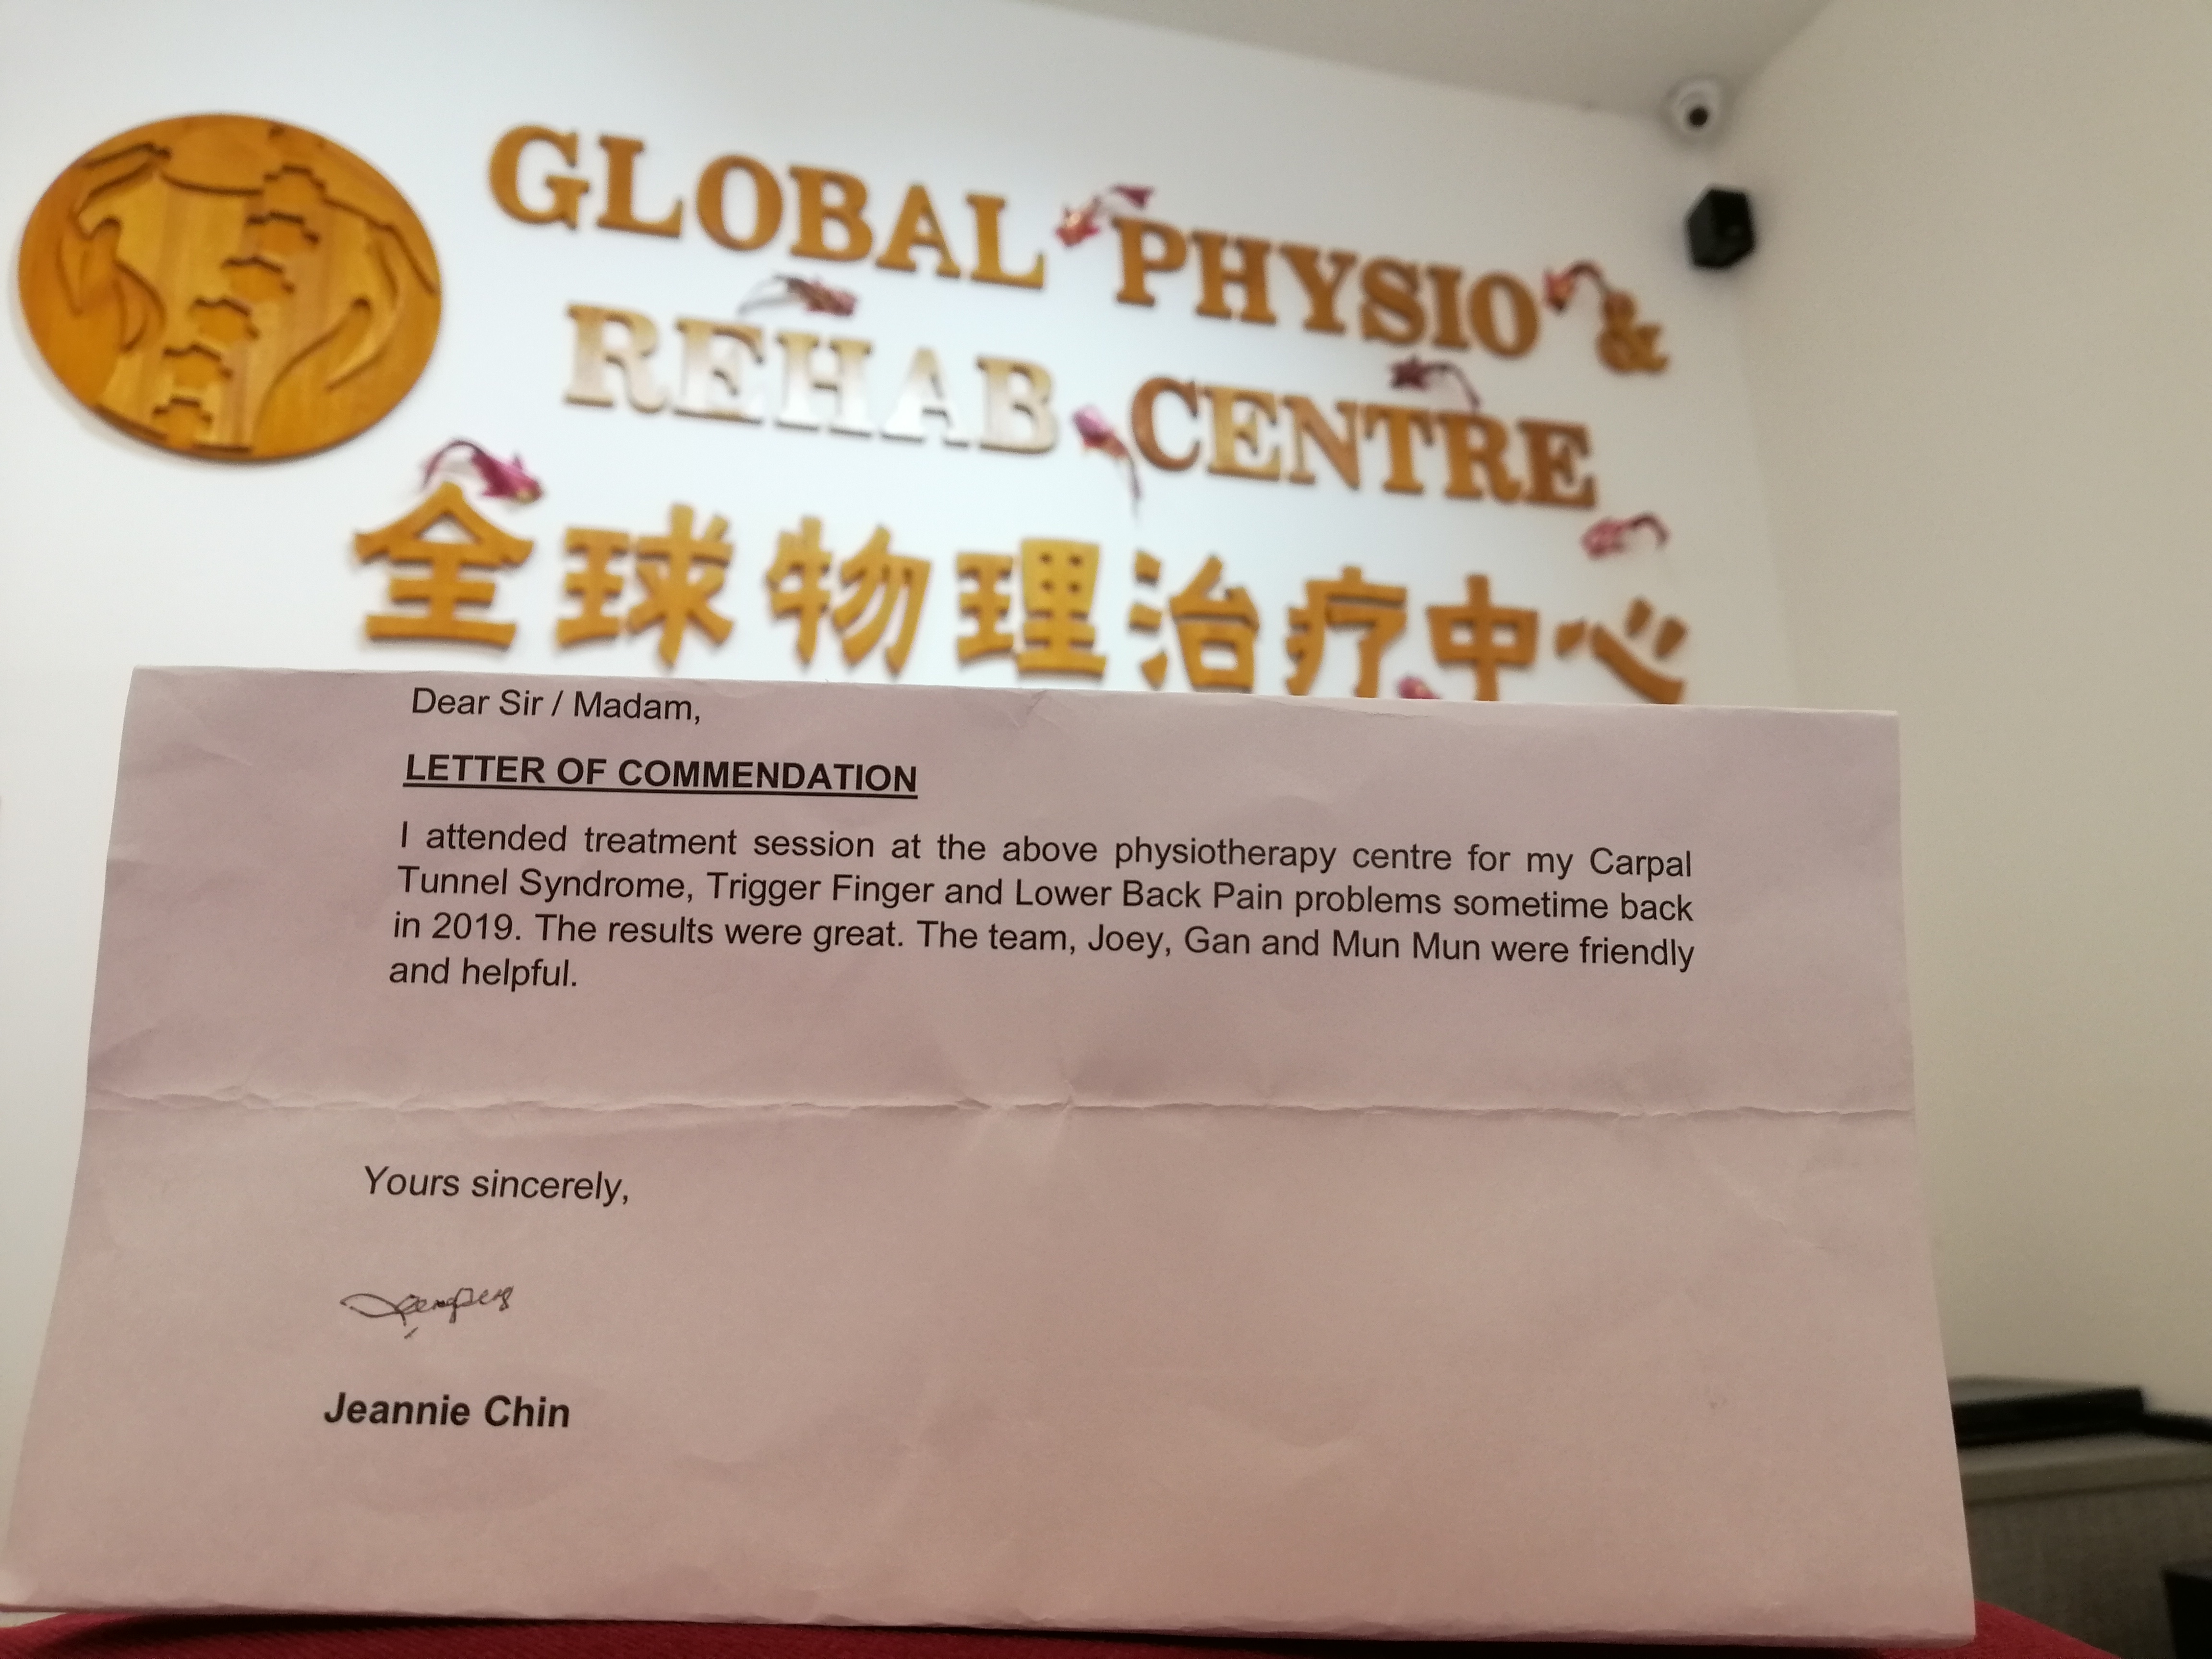 GLOBAL PHYSIO &
REHAB CENTRE
全球物理治疗中心
Dear Sir / Madam,
LETTER OF COMMENDATION
I attended treatment session at the above physiotherapy centre for my Carpal
Tunnel Syndrome, Trigger Finger and Lower Back Pain problems sometime back
in 2019. The results were great. The team, Joey, Gan and Mun Mun were friendly
and helpful.
Yours sincerely,
Jeannie Chin